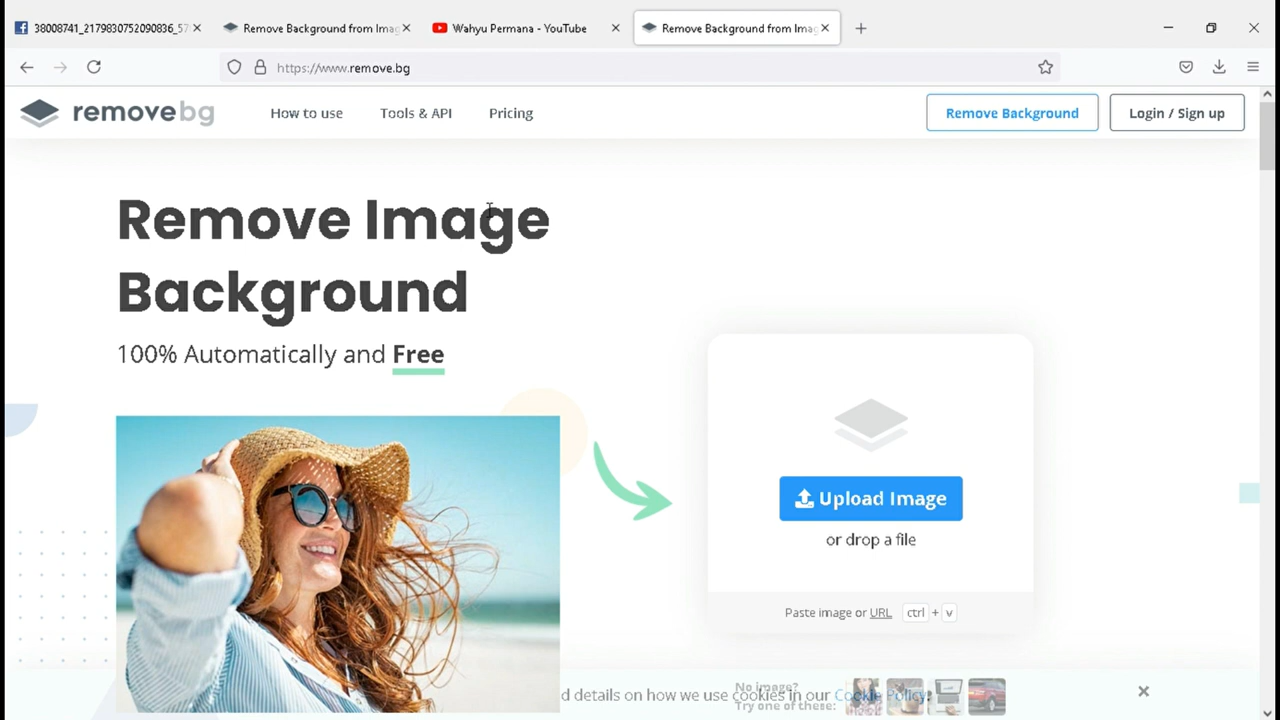 38008741_2179830752090836_57
Remove Background from Imag
Wahyu Permana - YouTube
Remove Background from Imag
https://www.remove.bg
removebg
How to use
Tools & API
Pricing
Remove Background
Login / Sign up
Remove Image
Background
100% Automatically and Free
Upload Image
or drop a file
Paste image or URL ctrl + v
No image?
d details on how we use cookies in our Cookie Policy.
Try one of these: